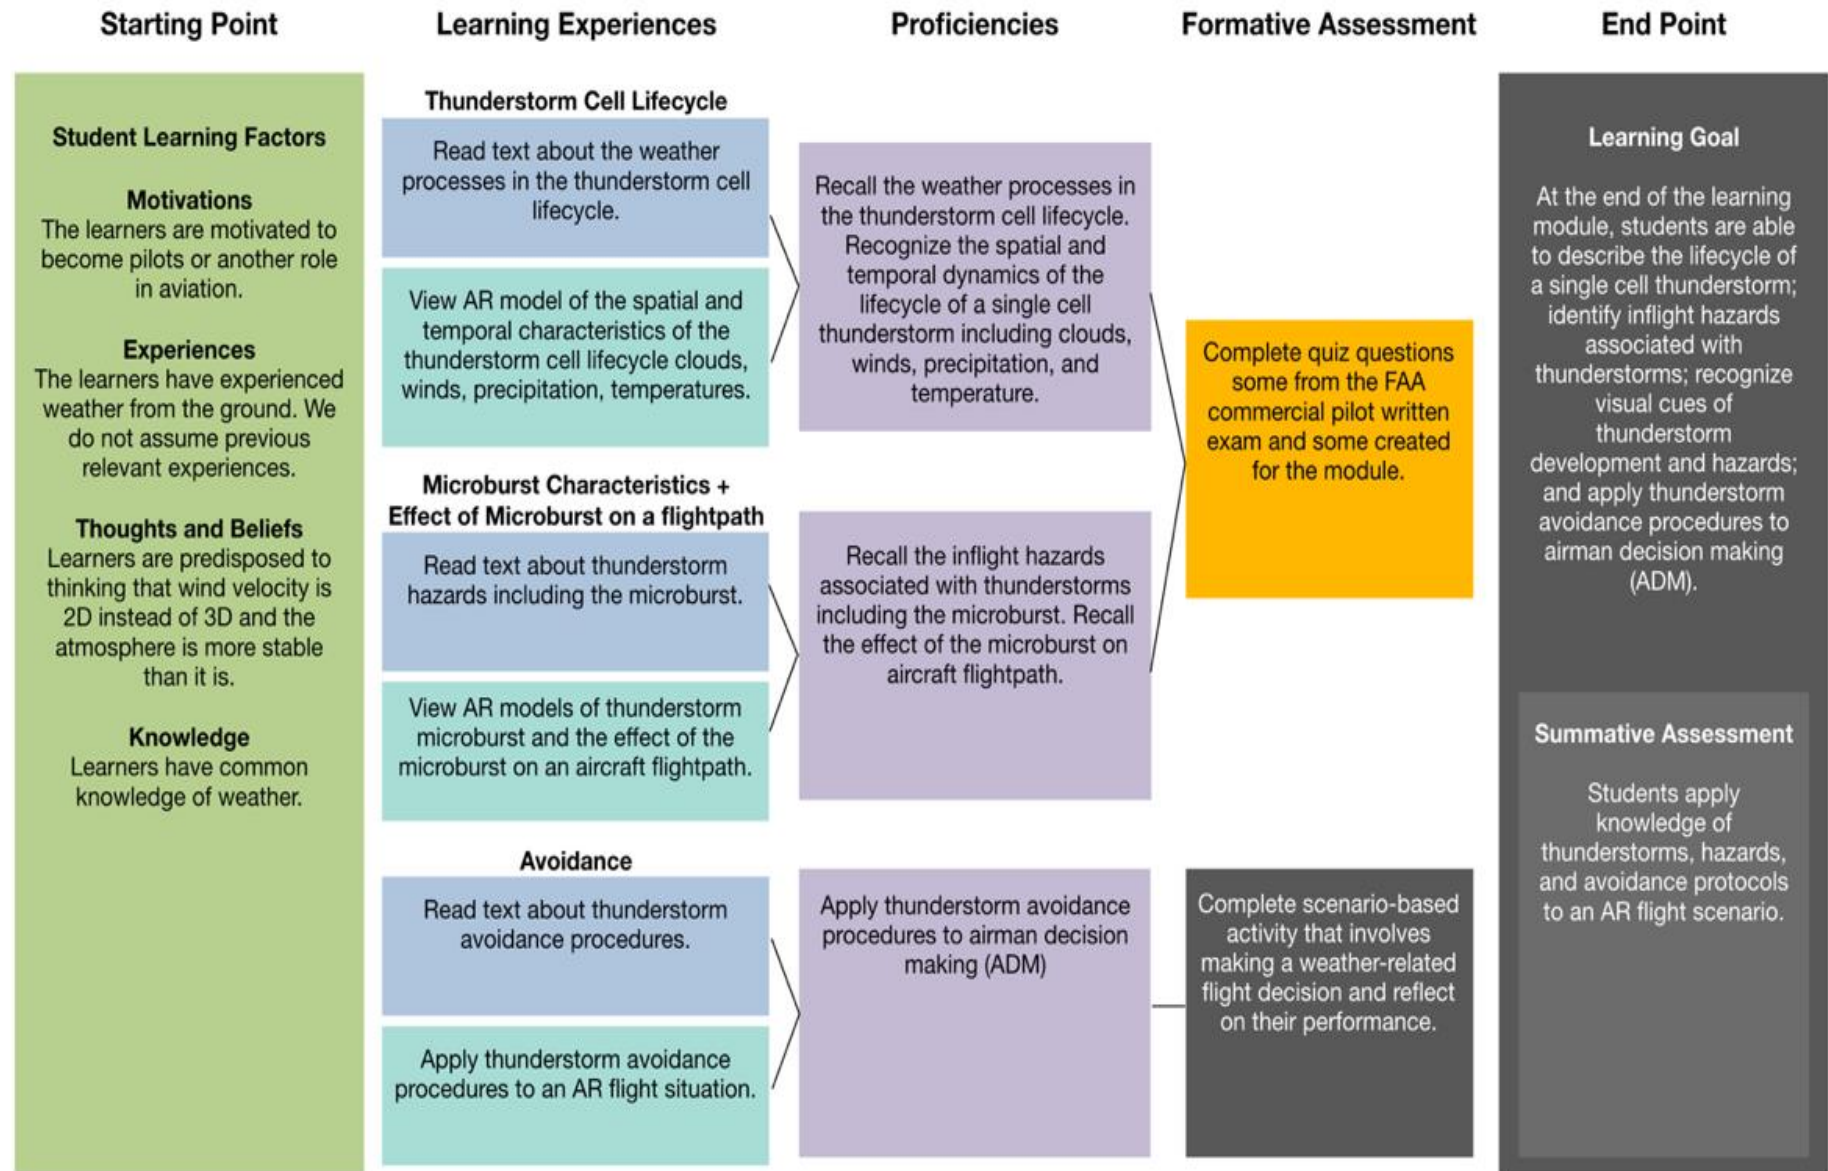 Starting Point
Learning Experiences
Proficiencies
Formative Assessment
End Point
Student Learning Factors
Motivations
The learners are motivated to
become pilots or another role
in aviation.
Experiences
The learners have experienced
weather from the ground. We
do not assume previous
relevant experiences.
Thoughts and Beliefs
Learners are predisposed to
thinking that wind velocity is
2D instead of 3D and the
atmosphere is more stable
than it is.
Knowledge
Learners have common
knowledge of weather.
Thunderstorm Cell Lifecycle
Read text about the weather
processes in the thunderstorm cell
lifecycle.
View AR model of the spatial and
temporal characteristics of the
thunderstorm cell lifecycle clouds,
winds, precipitation, temperatures.
Microburst Characteristics +
Effect of Microburst on a flightpath
Read text about thunderstorm
hazards including the microburst.
View AR models of thunderstorm
microburst and the effect of the
microburst on an aircraft flightpath.
Avoidance
Read text about thunderstorm
avoidance procedures.
Apply thunderstorm avoidance
procedures to an AR flight situation.
Recall the weather processes in
the thunderstorm cell lifecycle.
Recognize the spatial and
temporal dynamics of the
lifecycle of a single cell
thunderstorm including clouds,
winds, precipitation, and
temperature.
Recall the inflight hazards
associated with thunderstorms
including the microburst. Recall
the effect of the microburst on
aircraft flightpath.
Apply thunderstorm avoidance
procedures to airman decision
making (ADM)
Complete quiz questions
some from the FAA
commercial pilot written
exam and some created
for the module.
Complete scenario-based
activity that involves
making a weather-related
flight decision and reflect
on their performance.
Learning Goal
At the end of the learning
module, students are able
to describe the lifecycle of
a single cell thunderstorm;
identify inflight hazards
associated with
thunderstorms; recognize
visual cues of
thunderstorm
development and hazards;
and apply thunderstorm
avoidance procedures to
airman decision making
(ADM).
Summative Assessment
Students apply
knowledge of
thunderstorms, hazards,
and avoidance protocols
to an AR flight scenario.